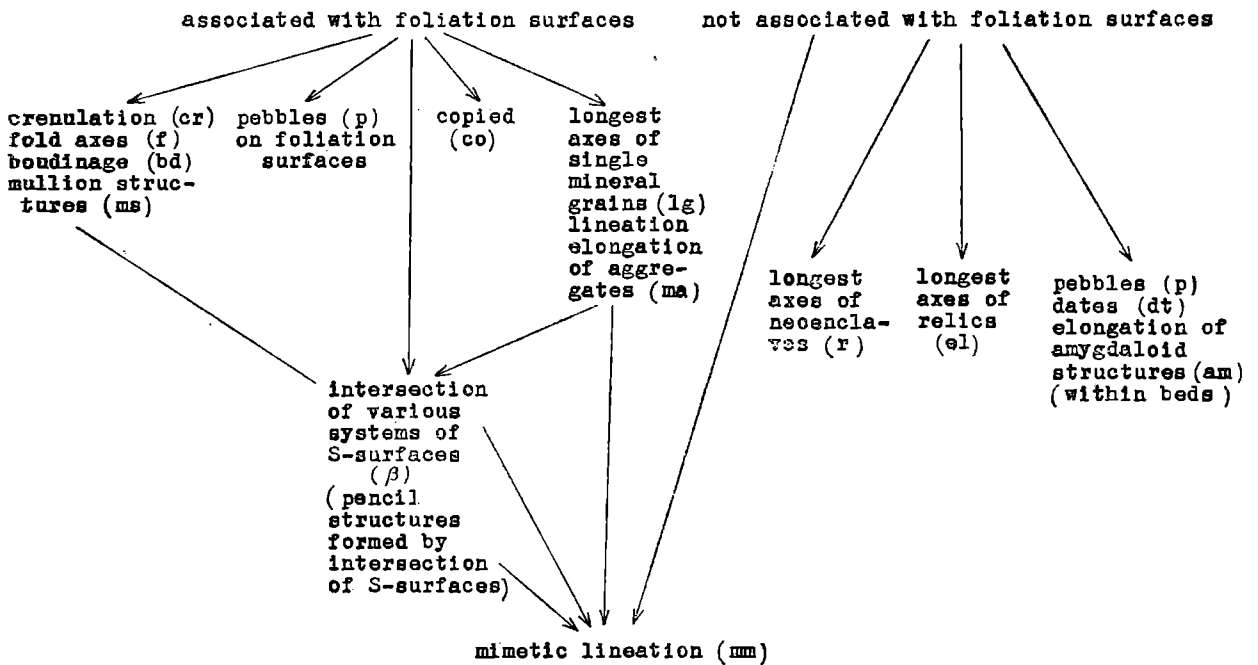 associated with foliation surfaces
not associated with foliation surfaces
crenulation (cr)
fold axes (f)
boudinage (bd)
mullion struc-
tures (ms)
pebbles (p)
on foliation
surfaces
copied
(co)
longest
axes of
single
mineral
grains (lg)
lineation
elongation
of aggre-
gates (ma)
longest
axes of
neoencla-
ves (r)
longest
axes of
relics
(el)
pebbles (p)
dates (dt)
elongation of
amygdaloid
structures (am)
(within beds)
intersection
of various
systems of
S-surfaces
(β)
(pencil
structures
formed by
intersection
of S-surfaces)
mimetic lineation (mm)